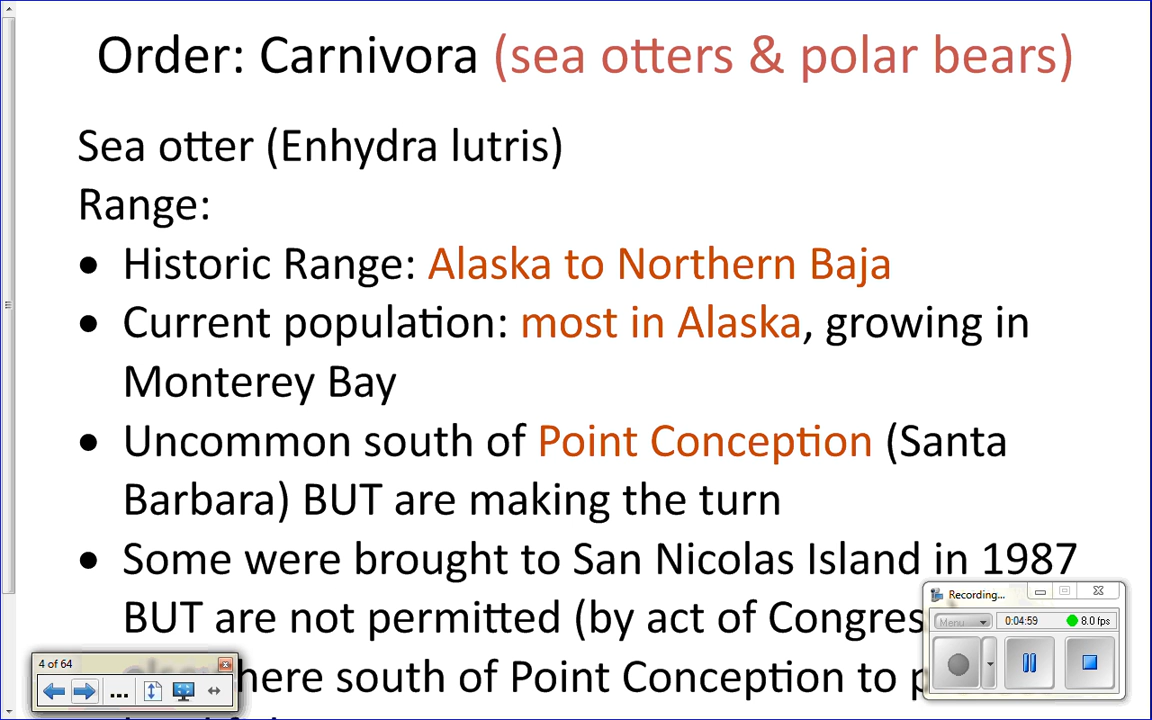 Order: Carnivora (sea otters & polar bears)
Sea otter (Enhydra lutris)
Range:
• Historic Range: Alaska to Northern Baja
• Current population: most in Alaska, growing in
Monterey Bay
• Uncommon south of Point Conception (Santa
Barbara) BUT are making the turn
• Some were brought to San Nicolas Island in 1987
BUT are not permitted (by act of Congres
here south of Point Conception to p
Recording...
Menu
0:04:59
8.0 fps
4 of 64
...